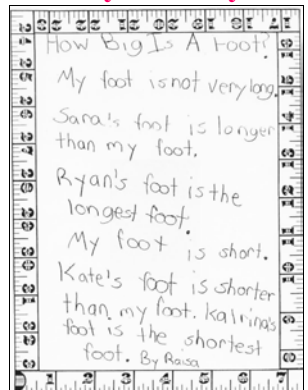 How Big Is A Foot?
My foot is not very long.
Sara's foot is longer
than my foot.
Ryan's foot is the
longest foot.
My foot is short.
Kate's foot is shorter
than my foot. Katrina's
foot is the shortest
foot. By Raisa